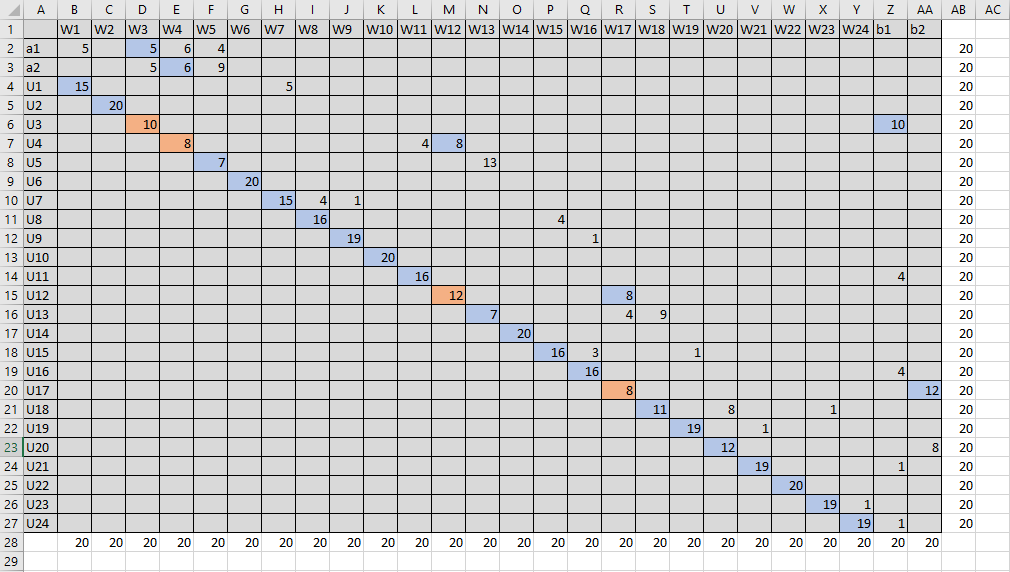 A B C D E F G H I J K L M N O P Q R S T U V W X Y Z AA AB AC
1 W1 W2 W3 W4 W5 W6 W7 W8 W9 W10 W11 W12 W13 W14 W15 W16 W17 W18 W19 W20 W21 W22 W23 W24 b1 b2
2 a1 5 5 6 4 20
3 a2 5 6 9 20
4 U1 15 5 20
5 U2 20 20
6 U3 10 10 20
7 U4 8 4 8 20
8 U5 7 13 20
9 U6 20 20
10 U7 15 4 1 20
11 U8 16 4 20
12 U9 19 1 20
13 U10 20 20
14 U11 16 4 20
15 U12 12 8 20
16 U13 7 4 9 20
17 U14 20 20
18 U15 16 3 1 20
19 U16 16 4 20
20 U17 8 12 20
21 U18 11 8 1 20
22 U19 19 1 20
23 U20 12 8 20
24 U21 19 1 20
25 U22 20 20
26 U23 19 1 20
27 U24 19 1 20
28 20 20 20 20 20 20 20 20 20 20 20 20 20 20 20 20 20 20 20 20 20 20 20 20 20 20
29